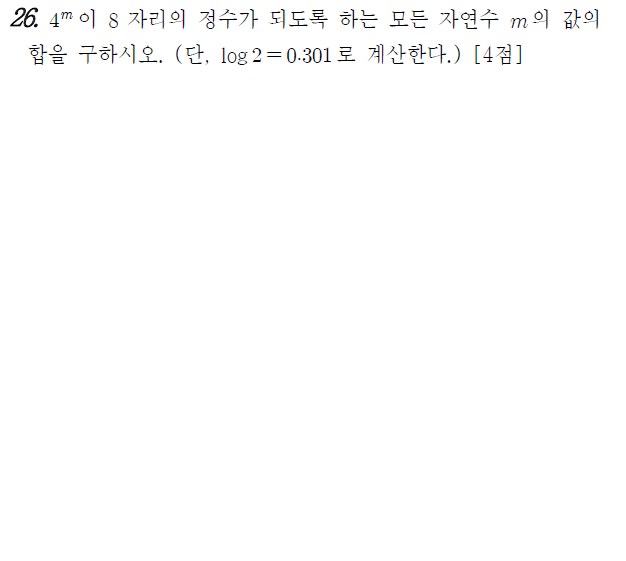 26. 4^m 이 8 자리의 정수가 되도록 하는 모든 자연수 m 의 값의
합을 구하시오. (단, log 2 = 0.301 로 계산한다.) [4점]